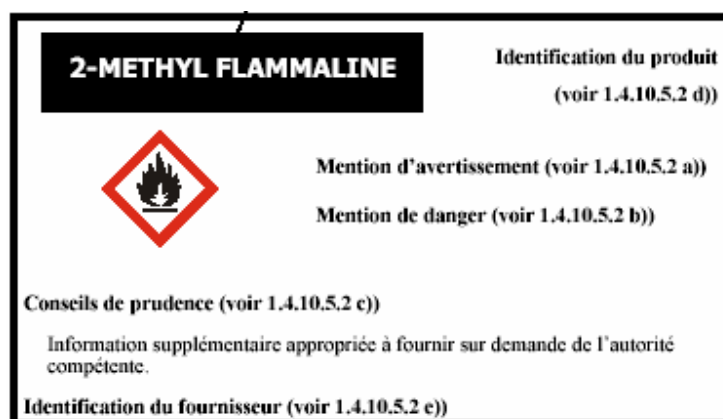 2-METHYL FLAMMALINE
Identification du produit
(voir 1.4.10.5.2 d))
Mention d'avertissement (voir 1.4.10.5.2 a))
Mention de danger (voir 1.4.10.5.2 b))
Conseils de prudence (voir 1.4.10.5.2 c))
Information supplémentaire appropriée à fournir sur demande de l'autorité
compétente.
Identification du fournisseur (voir 1.4.10.5.2 e))